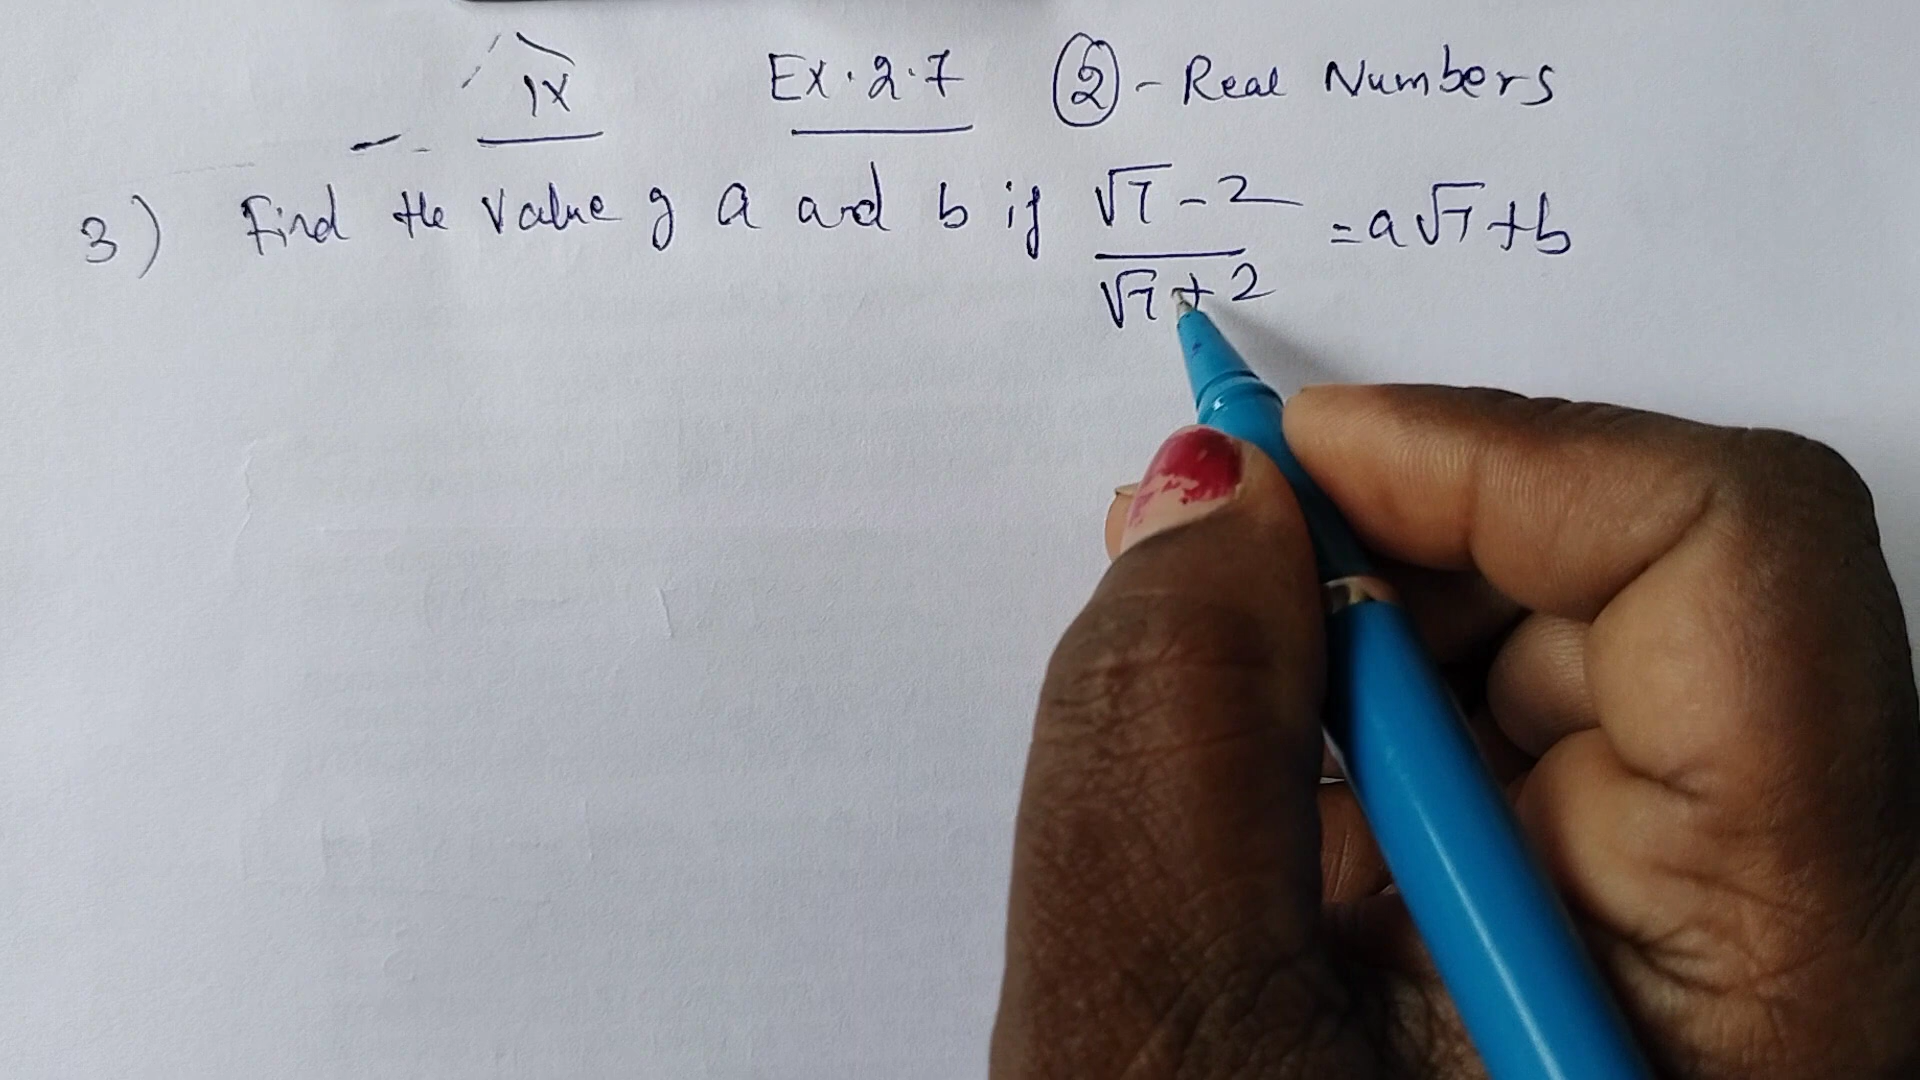 IX Ex. 2.7 ② - Real Numbers
3) Find the value of a and b if √7 - 2 / √7 + 2 = a√7 + b